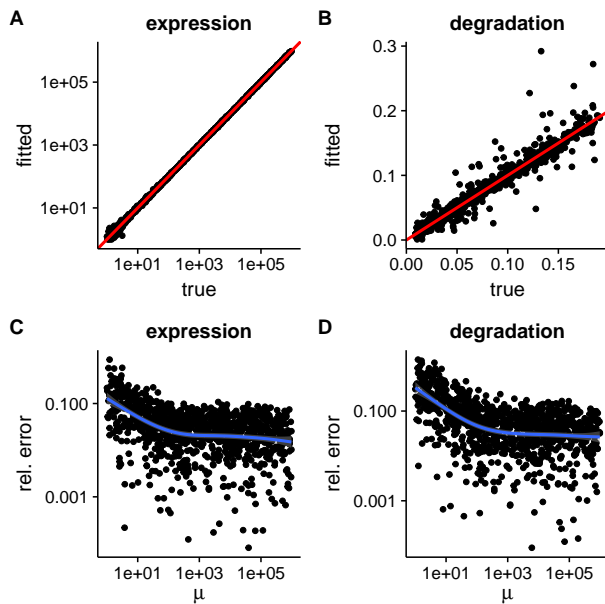 A
expression
fitted
1e+05
1e+03
1e+01
1e+01 1e+03 1e+05
true
B
degradation
fitted
0.3
0.2
0.1
0.0
0.00 0.05 0.10 0.15
true
C
expression
rel. error
0.100
0.001
1e+01 1e+03 1e+05
μ
D
degradation
rel. error
0.100
0.001
1e+01 1e+03 1e+05
μ